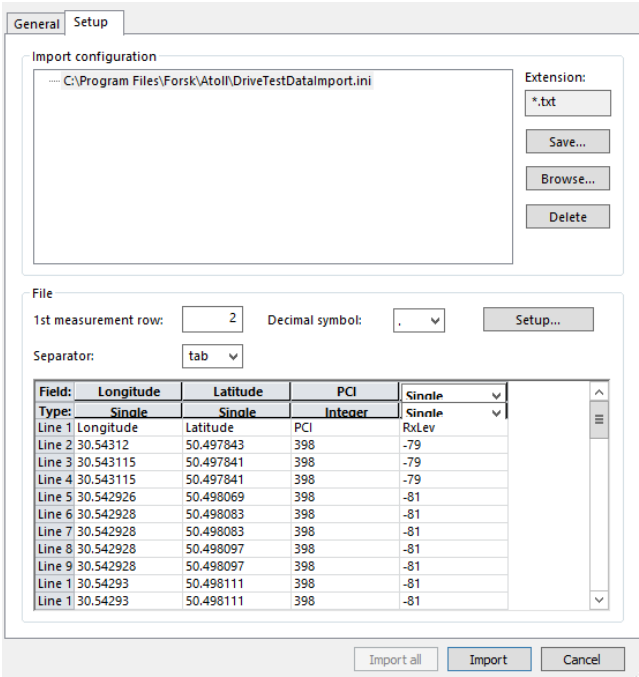 General Setup
Import configuration
C:\Program Files\Forsk\Atoll\DriveTestDataImport.ini
Extension:
*.txt
Save...
Browse...
Delete
File
1st measurement row: 2 Decimal symbol: . Setup...
Separator: tab
Field: Longitude Latitude PCI Single
Type: Single Single Integer Single
Line 1 Longitude Latitude PCI RxLev
Line 2 30.54312 50.497843 398 -79
Line 3 30.543115 50.497841 398 -79
Line 4 30.543115 50.497841 398 -79
Line 5 30.542926 50.498069 398 -81
Line 6 30.542928 50.498083 398 -81
Line 7 30.542928 50.498083 398 -81
Line 8 30.542928 50.498097 398 -81
Line 9 30.542928 50.498097 398 -81
Line 1 30.54293 50.498111 398 -81
Line 1 30.54293 50.498111 398 -81
Import all Import Cancel